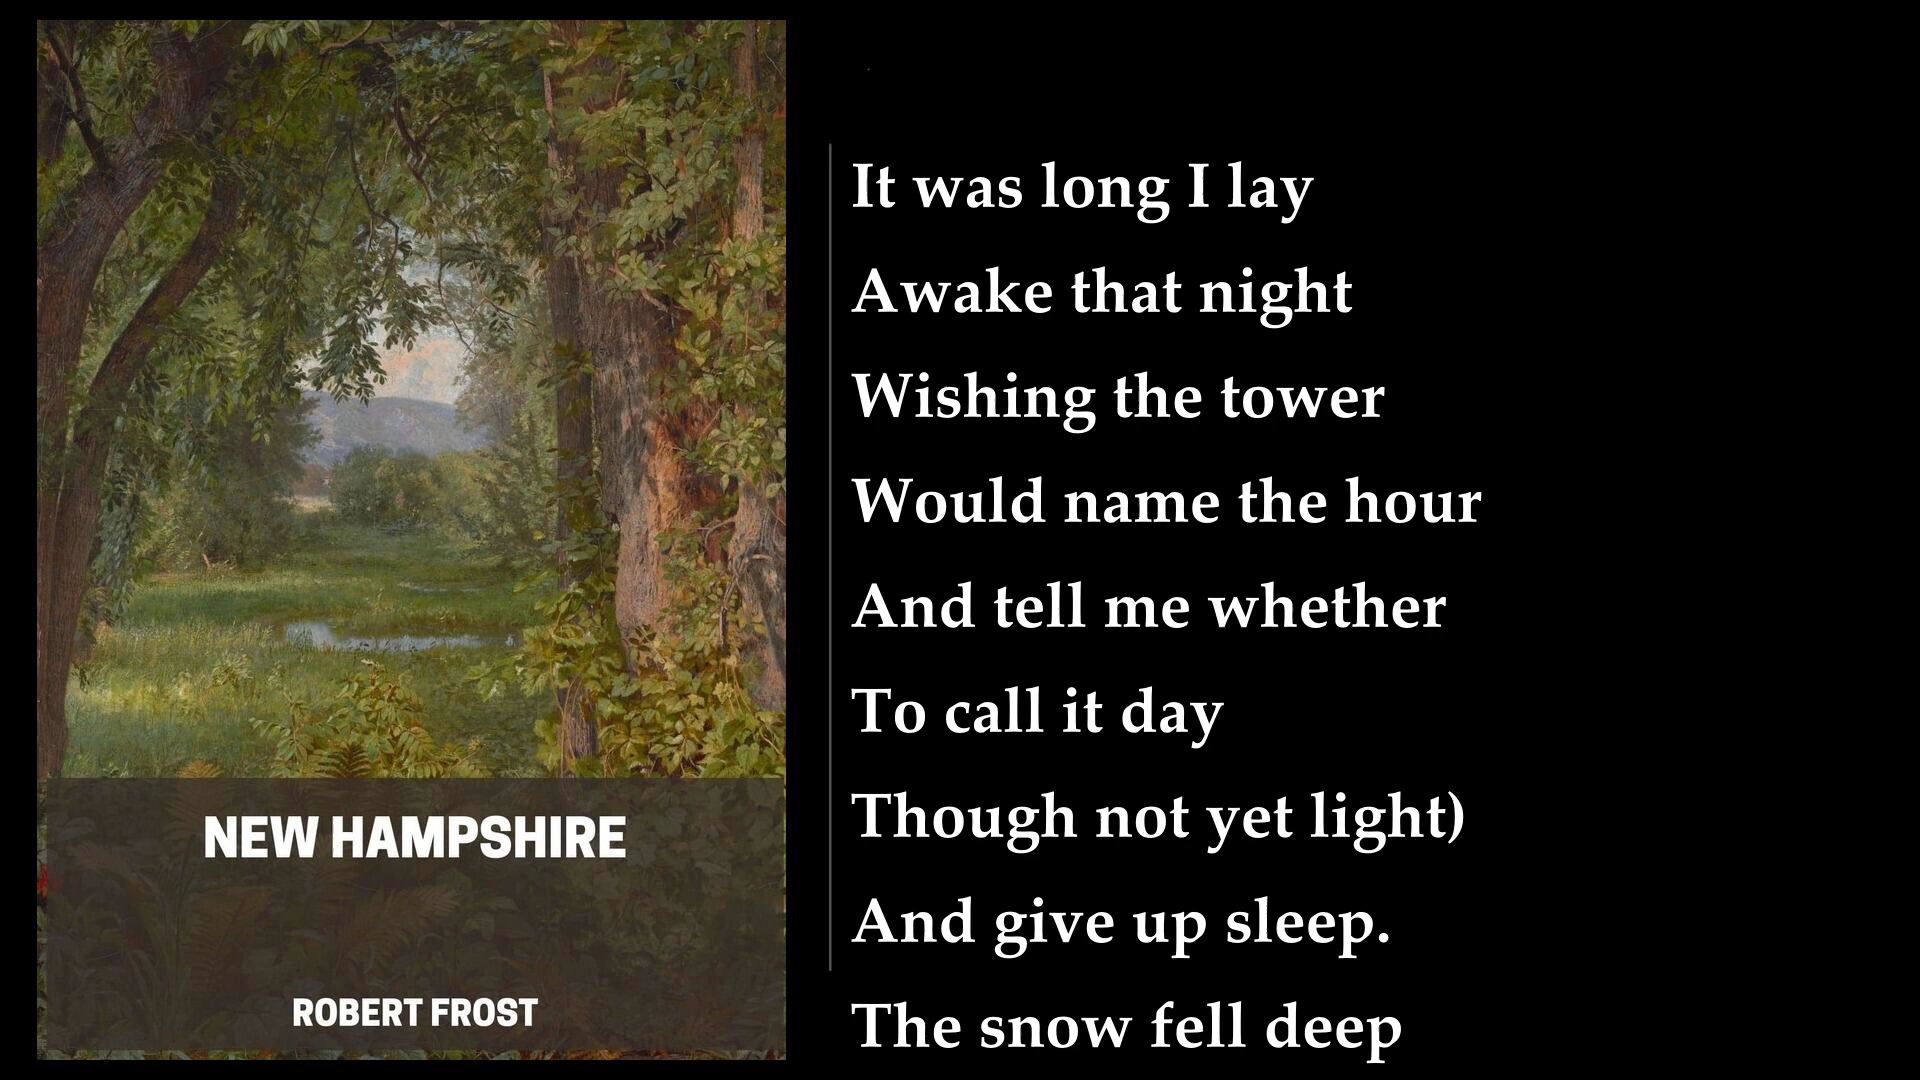 NEW HAMPSHIRE
ROBERT FROST
It was long I lay
Awake that night
Wishing the tower
Would name the hour
And tell me whether
To call it day
Though not yet light)
And give up sleep.
The snow fell deep